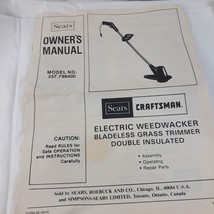 Sears
OWNER'S
MANUAL
MODEL NO.
257.796400
CAUTION:
Read RULES for
Safe OPERATION
and INSTRUCTIONS
Carefully
Sears CRAFTSMAN
ELECTRIC WEEDWACKER
BLADELESS GRASS TRIMMER
DOUBLE INSULATED
• Assembly
• Operating
• Repair Parts
Sold by SEARS, ROEBUCK AND CO., Chicago, Il. 60684 U.S.A.
and SIMPSONS-SEARS LIMITED, Toronto, Ontario, Canada